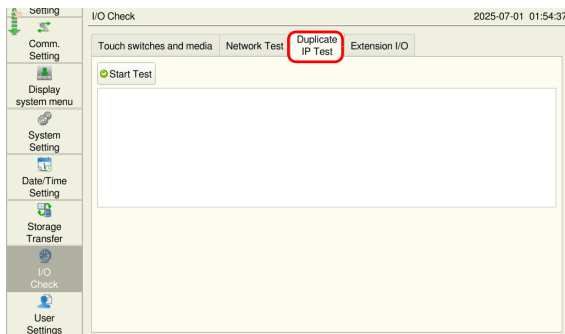 Setting
I/O Check
2025-07-01 01:54:37
Comm.
Setting
Touch switches and media
Network Test
Duplicate
IP Test
Extension I/O
Start Test
Display
system menu
System
Setting
Date/Time
Setting
Storage
Transfer
I/O
Check
User
Settings